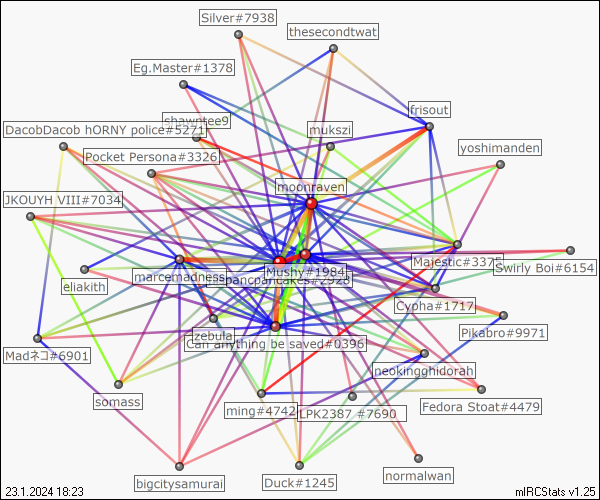 Silver#7938
thesecondtwat
Eg.Master#1378
frisout
shawntee9
DacobDacob hORNY police#5271
mukszi
yoshimanden
Pocket Persona#3326
moonraven
JKOUYH VIII#7034
Majestic#3375
Swirly Boi#6154
marcemadness
Mushy#1984
pancpancakes#2928
eliakith
Cypha#1717
zebula
Can anything be saved#0396
Pikabro#9971
Madネコ#6901
neokingghidorah
somass
ming#4742
LPK2387 #7690
Fedora Stoat#4479
bigcitysamurai
Duck#1245
normalwan
23.1.2024 18:23
mIRCStats v1.25